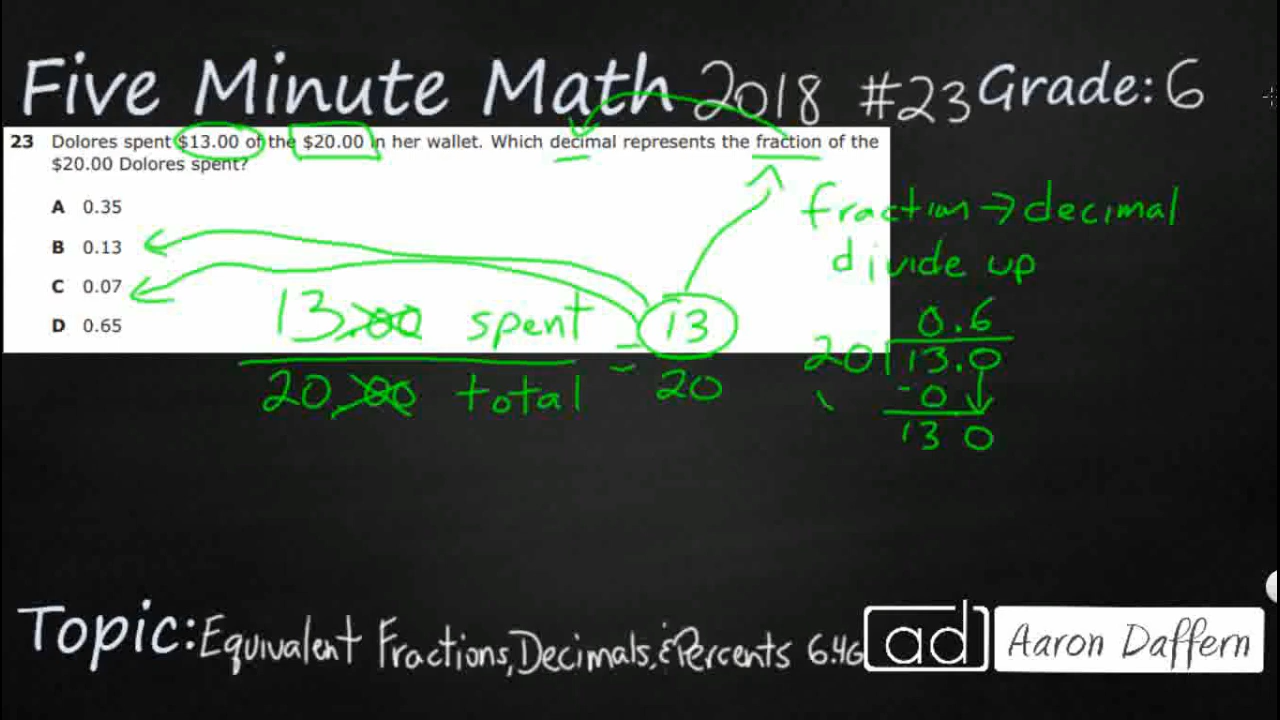 Five Minute Math 2018 #23 Grade: 6
23 Dolores spent $13.00 of the $20.00 in her wallet. Which decimal represents the fraction of the
$20.00 Dolores spent?
A 0.35
B 0.13
C 0.07
D 0.65
fraction → decimal
divide up
13.00 spent = 13
20.00 total 20
0.6
20 13.0
-0
130
Topic: Equivalent Fractions, Decimals, & Percents 6.4G
ad Aaron Daffern